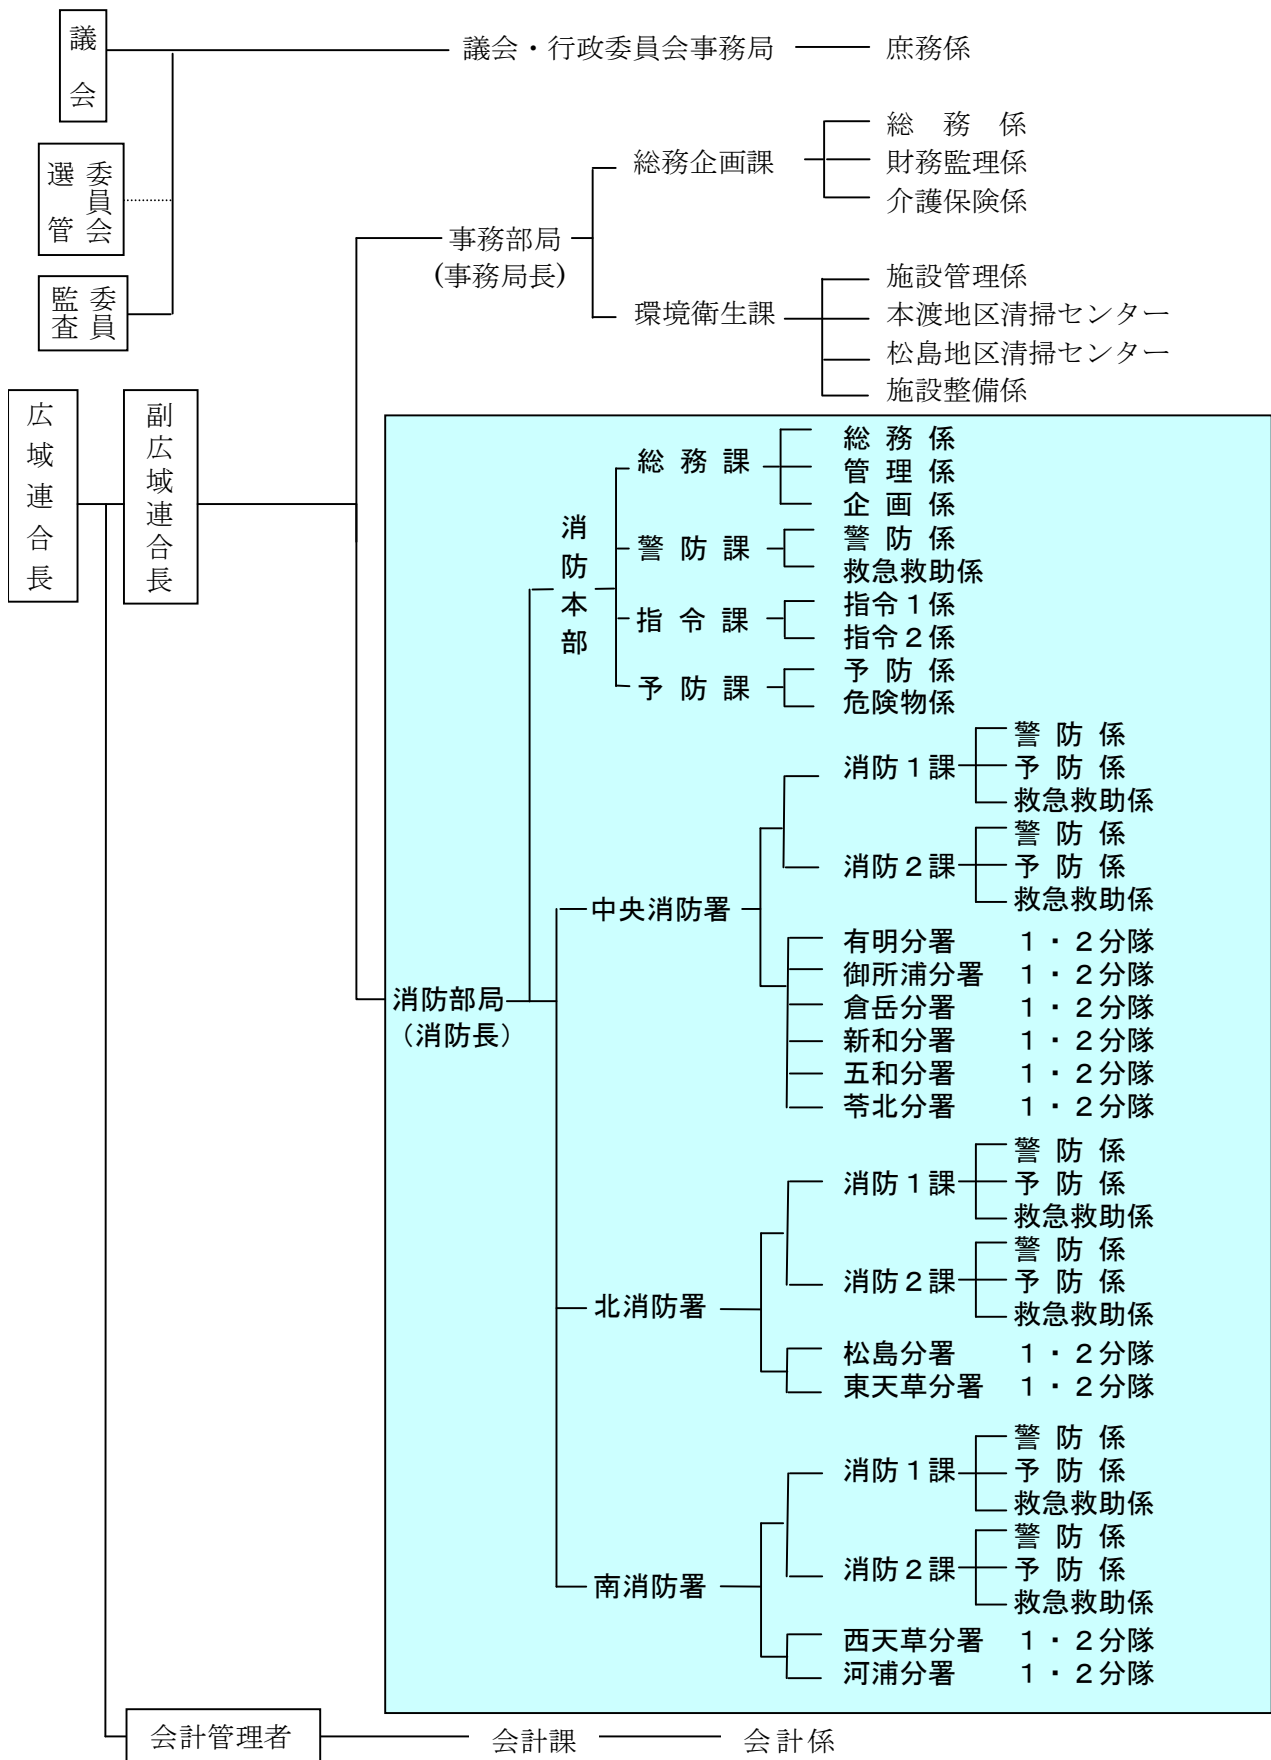 議会
議会・行政委員会事務局
庶務係
選管委員会
監査委員
総務企画課
総務係
財務監理係
介護保険係
事務部局
(事務局長)
環境衛生課
施設管理係
本渡地区清掃センター
松島地区清掃センター
施設整備係
広域連合長
副広域連合長
消防部局
（消防長）
消防本部
総務課
総務係
管理係
企画係
警防課
警防係
救急救助係
指令課
指令１係
指令２係
予防課
予防係
危険物係
中央消防署
消防１課
警防係
予防係
救急救助係
消防２課
警防係
予防係
救急救助係
有明分署 １・２分隊
御所浦分署 １・２分隊
倉岳分署 １・２分隊
新和分署 １・２分隊
五和分署 １・２分隊
苓北分署 １・２分隊
北消防署
消防１課
警防係
予防係
救急救助係
消防２課
警防係
予防係
救急救助係
松島分署 １・２分隊
東天草分署 １・２分隊
南消防署
消防１課
警防係
予防係
救急救助係
消防２課
警防係
予防係
救急救助係
西天草分署 １・２分隊
河浦分署 １・２分隊
会計管理者
会計課
会計係